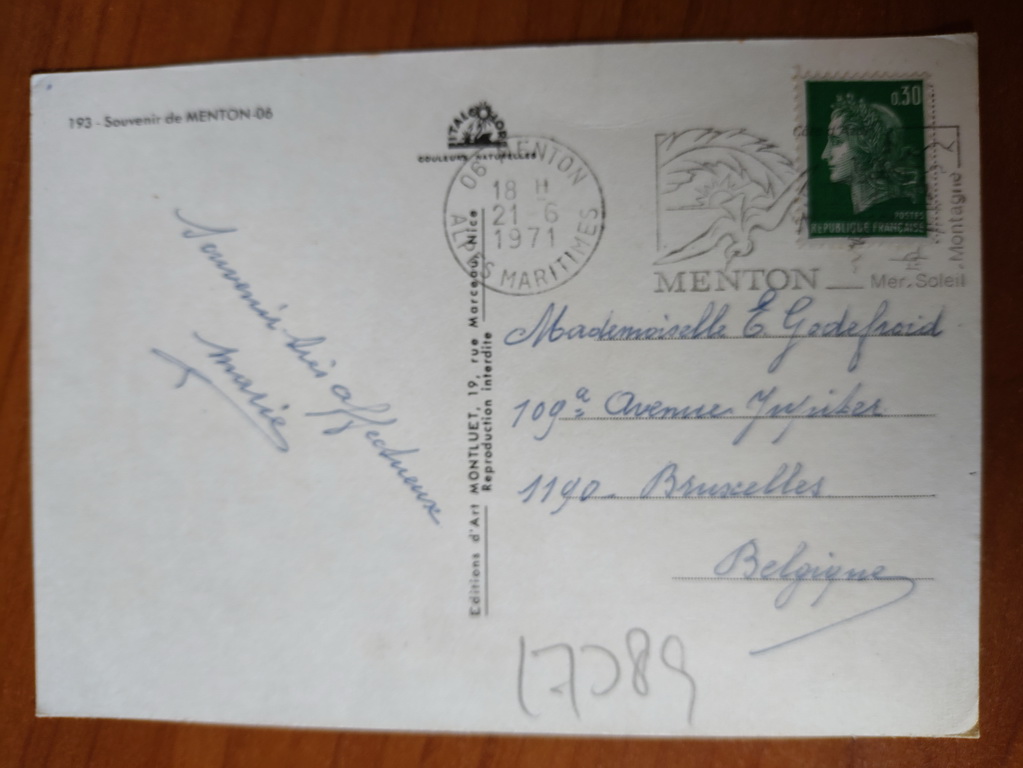 193 - Souvenir de MENTON-06
ITALCOLOR
COULEURS NATURELLES
06 MENTON
18 H
21-6
1971
ALPES MARITIMES
MENTON
Mer. Soleil. Montagne
0,30
POSTES
REPUBLIQUE FRANÇAISE
Souvenir très affectueux
Marie
Editions d'Art MONTLUET, 19, rue Marceau, Nice
Reproduction interdite
Mademoiselle E Godefroid
109a Avenue Jupiter
1190 - Bruxelles
Belgique
17089